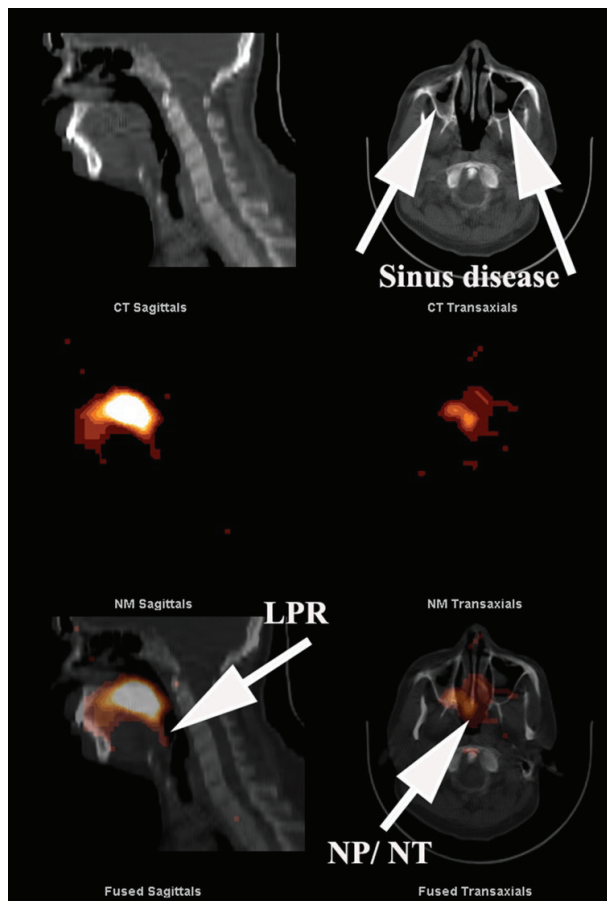 Sinus disease
CT Sagittals
CT Transaxials
NM Sagittals
NM Transaxials
LPR
NP/ NT
Fused Sagittals
Fused Transaxials